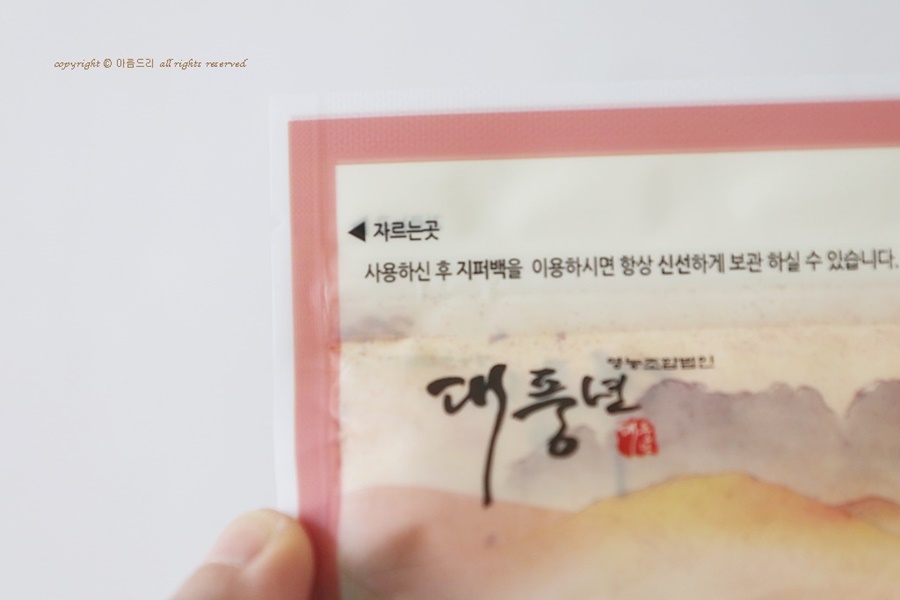 copyright © 아름드리 all rights reserved
◀ 자르는곳
사용하신 후 지퍼백을 이용하시면 항상 신선하게 보관 하실 수 있습니다.
영농조합법인
대풍년